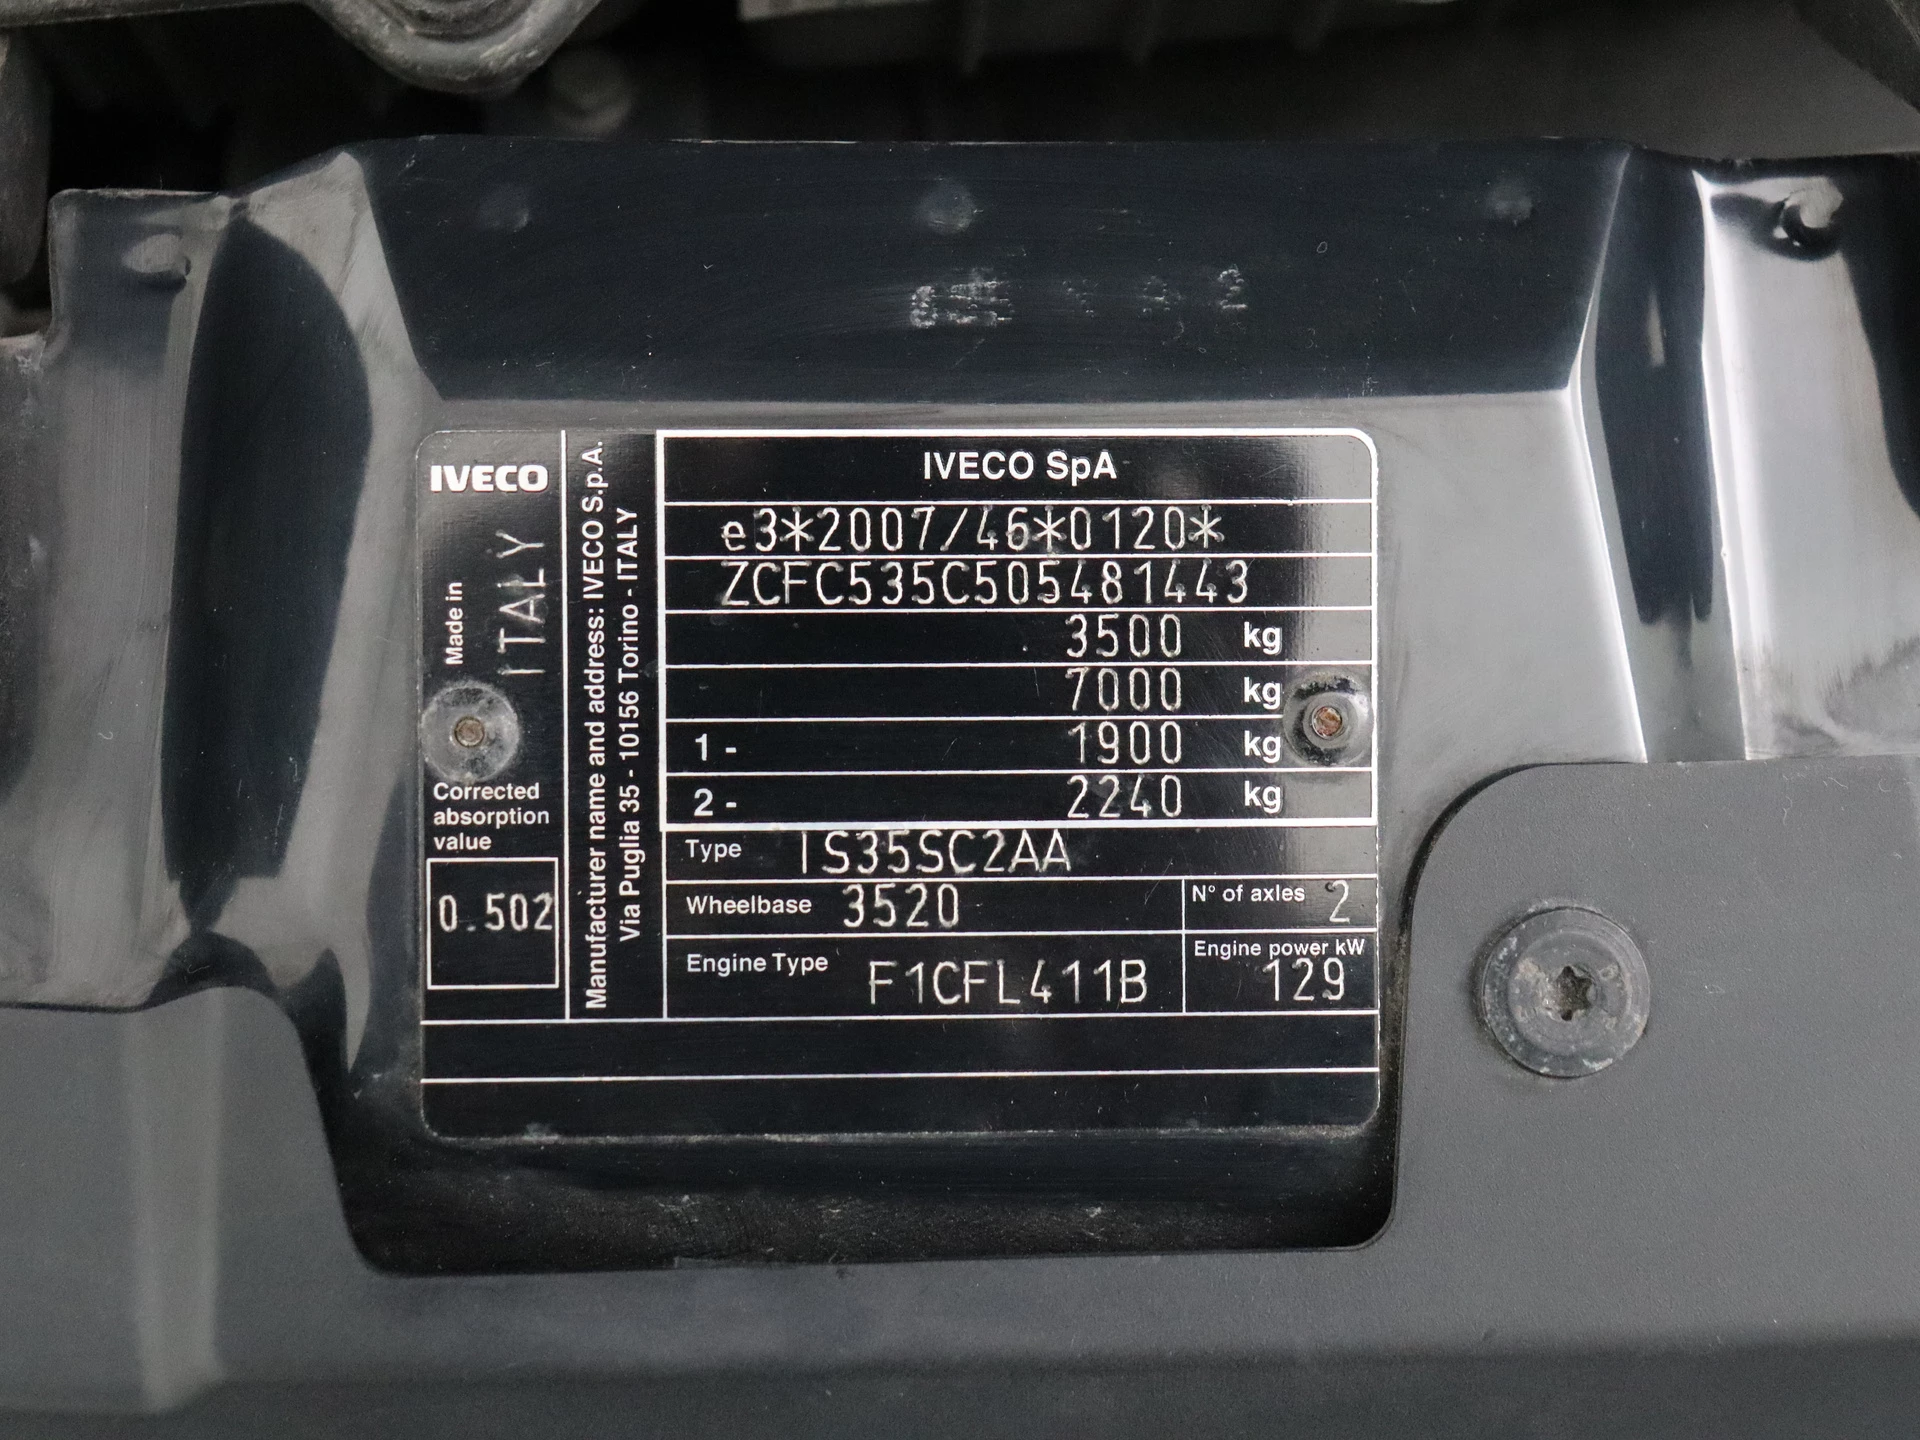 IVECO
Made in
ITALY
Corrected
absorption
value
0.502
Manufacturer name and address: IVECO S.p.A.
Via Puglia 35 - 10156 Torino - ITALY
IVECO SpA
e3*2007/46*0120*
ZCFC535C505481443
3500 kg
7000 kg
1 - 1900 kg
2 - 2240 kg
Type IS35SC2AA
Wheelbase 3520
N° of axles 2
Engine Type F1CFL411B
Engine power kW
129